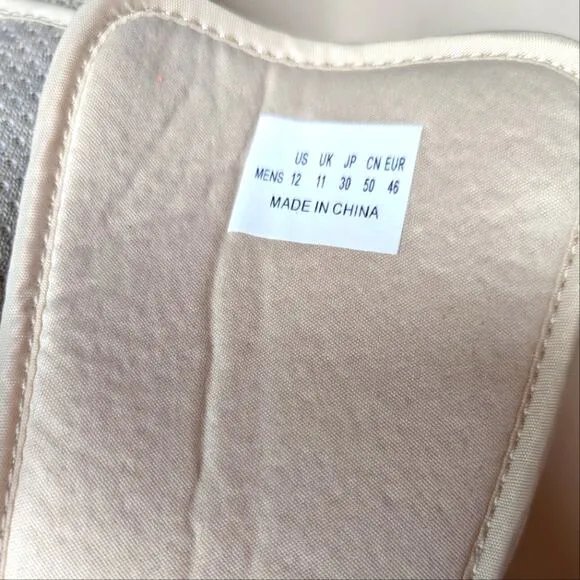 US UK JP CN EUR
MENS 12 11 30 50 46
MADE IN CHINA